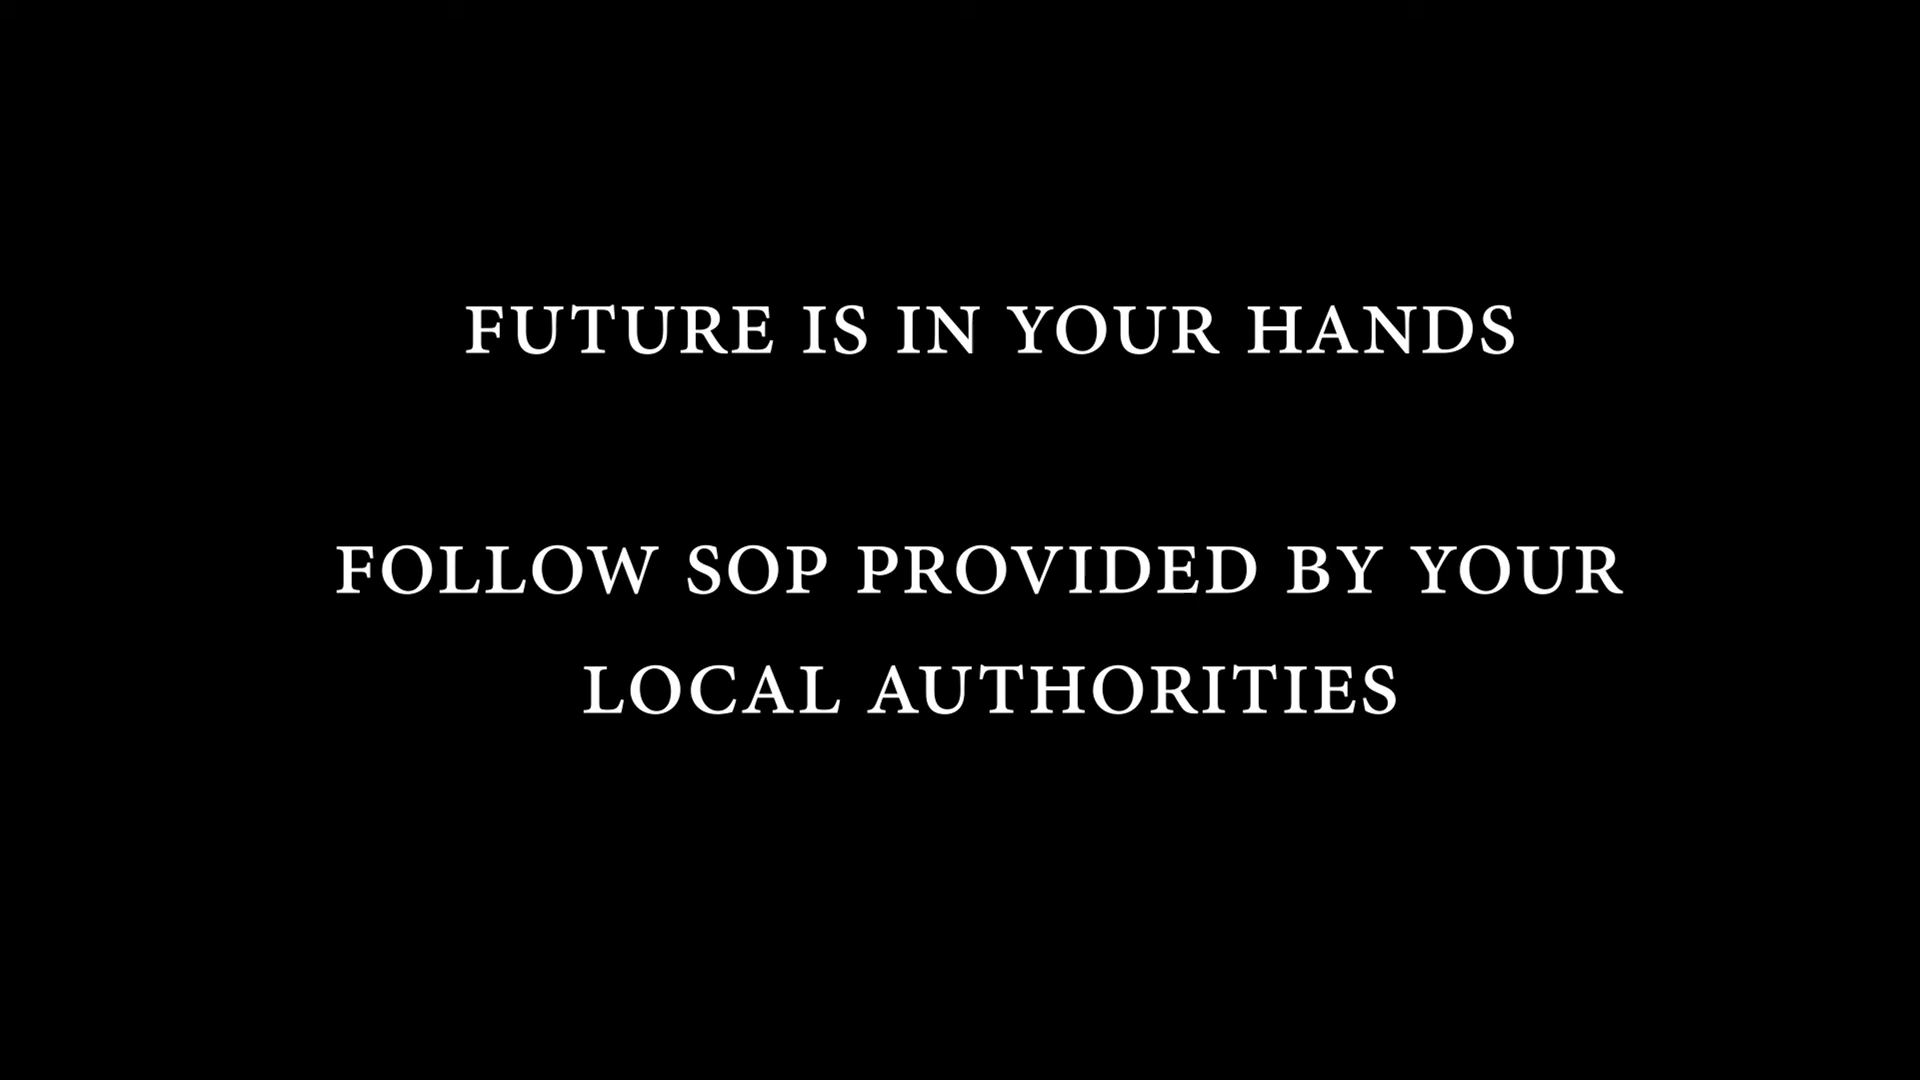 FUTURE IS IN YOUR HANDS
FOLLOW SOP PROVIDED BY YOUR
LOCAL AUTHORITIES